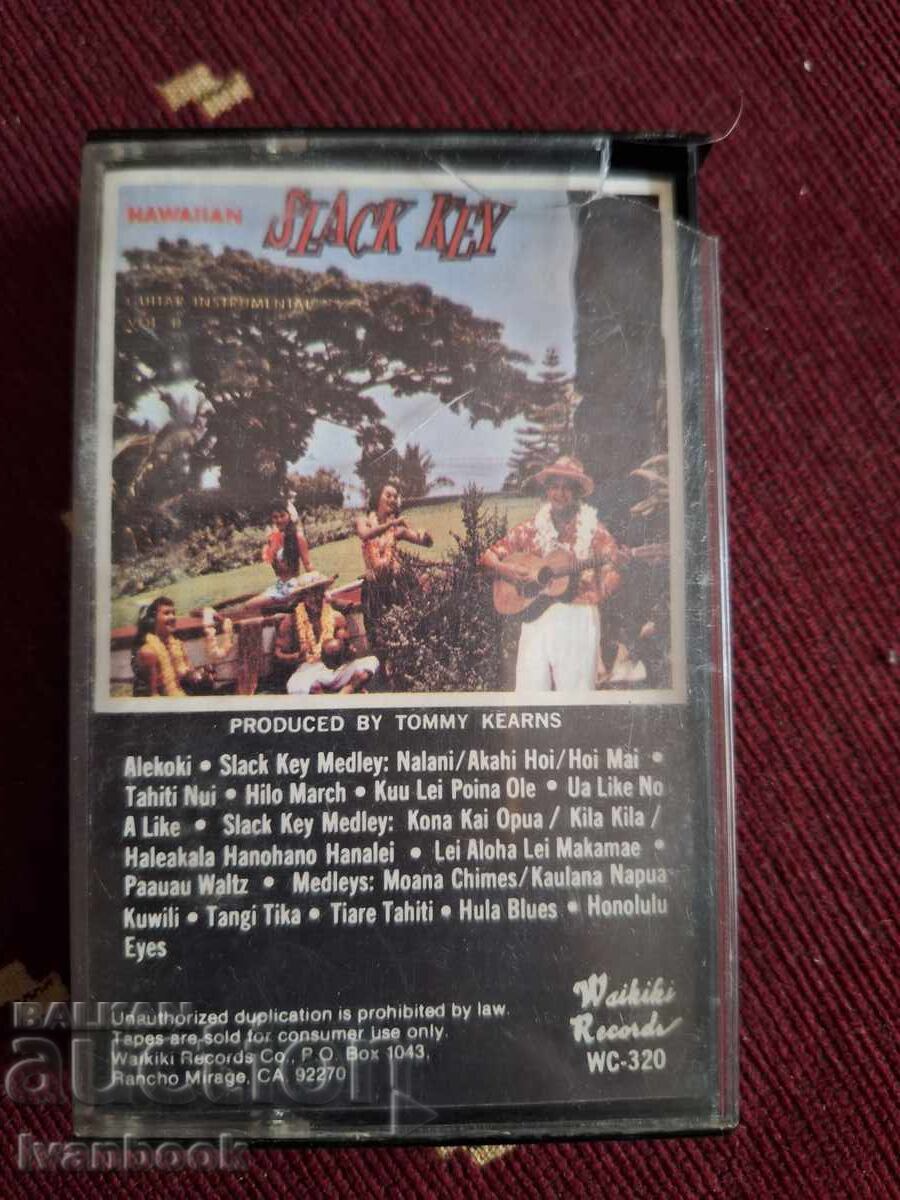 HAWAIIAN SLACK KEY
GUITAR INSTRUMENTAL
VOL. II
PRODUCED BY TOMMY KEARNS
Alekoki • Slack Key Medley: Nalani/Akahi Hoi/Hoi Mai •
Tahiti Nui • Hilo March • Kuu Lei Poina Ole • Ua Like No
A Like • Slack Key Medley: Kona Kai Opua / Kila Kila /
Haleakala Hanohano Hanalei • Lei Aloha Lei Makamae •
Paauau Waltz • Medleys: Moana Chimes/Kaulana Napua
Kuwili • Tangi Tika • Tiare Tahiti • Hula Blues • Honolulu
Eyes
Unauthorized duplication is prohibited by law.
Tapes are sold for consumer use only.
Waikiki Records Co., P.O. Box 1043,
Rancho Mirage, CA. 92270
Waikiki
Records
WC-320
BALKAN
auction
Ivanbook